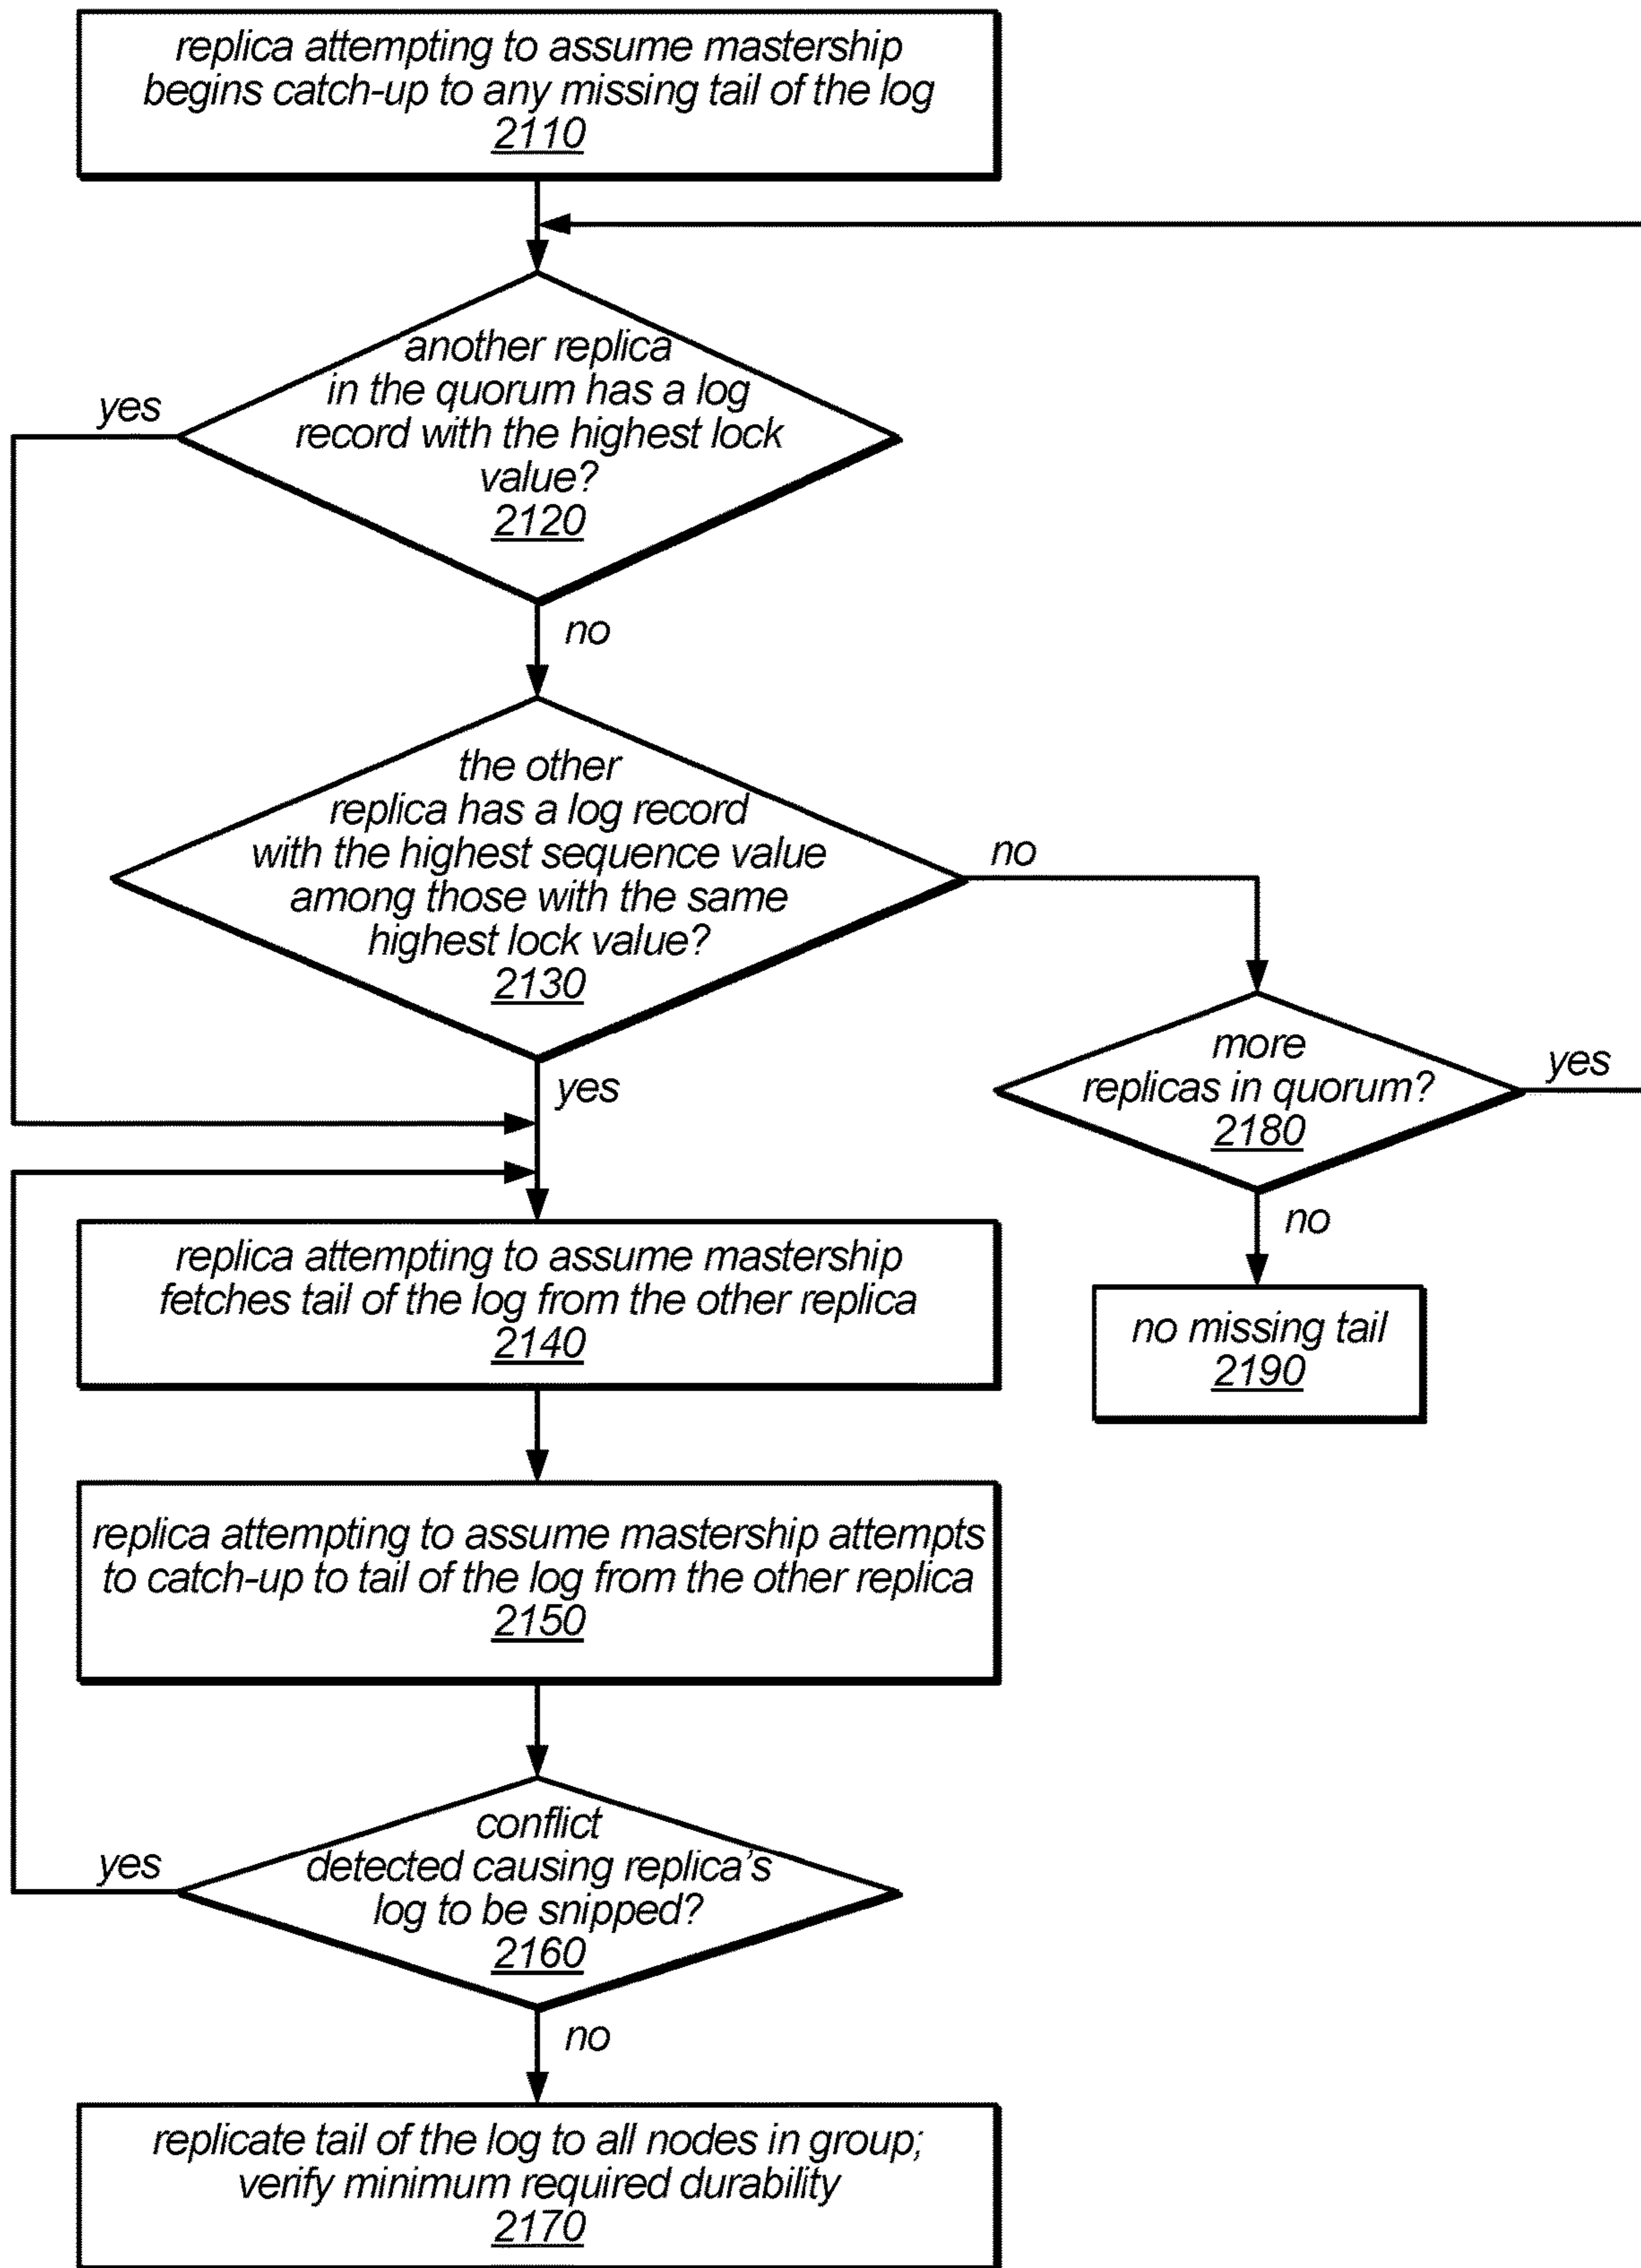 replica attempting to assume mastership
begins catch-up to any missing tail of the log
2110
another replica
in the quorum has a log
record with the highest lock
value?
2120
yes
no
the other
replica has a log record
with the highest sequence value
among those with the same
highest lock value?
2130
no
yes
more
replicas in quorum?
2180
yes
no
no missing tail
2190
replica attempting to assume mastership
fetches tail of the log from the other replica
2140
replica attempting to assume mastership attempts
to catch-up to tail of the log from the other replica
2150
conflict
detected causing replica's
log to be snipped?
2160
yes
no
replicate tail of the log to all nodes in group;
verify minimum required durability
2170